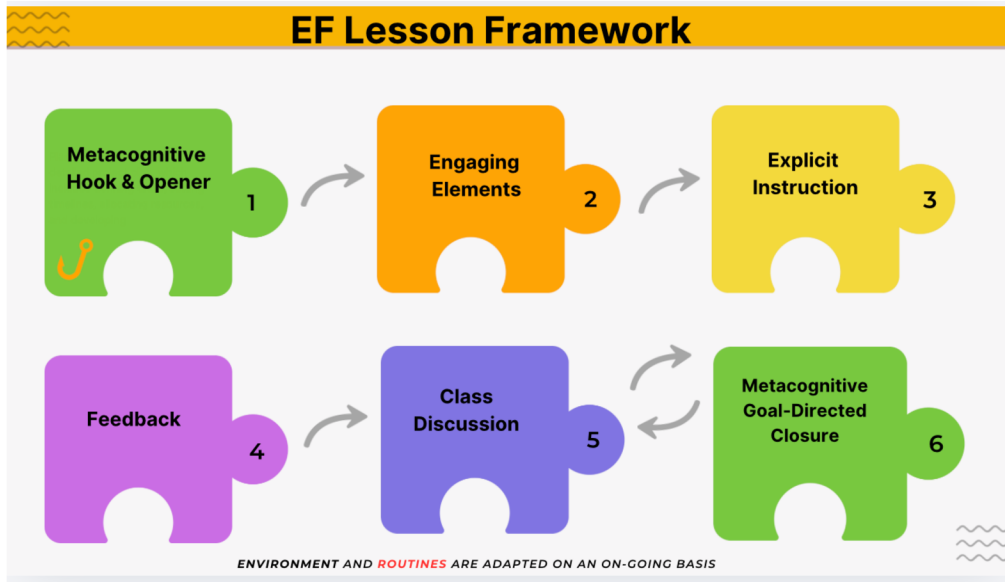 EF Lesson Framework
Metacognitive
Hook & Opener
1
Engaging
Elements
2
Explicit
Instruction
3
Feedback
4
Class
Discussion
5
Metacognitive
Goal-Directed
Closure
6
ENVIRONMENT AND ROUTINES ARE ADAPTED ON AN ON-GOING BASIS